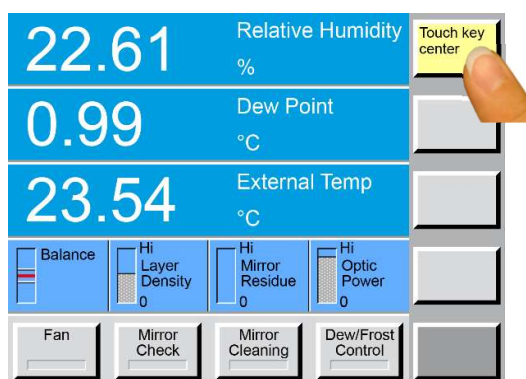 22.61
Relative Humidity
%
Touch key
center
0.99
Dew Point
°C
23.54
External Temp
°C
Balance
Hi
Layer
Density
0
Hi
Mirror
Residue
0
Hi
Optic
Power
0
Fan
Mirror
Check
Mirror
Cleaning
Dew/Frost
Control